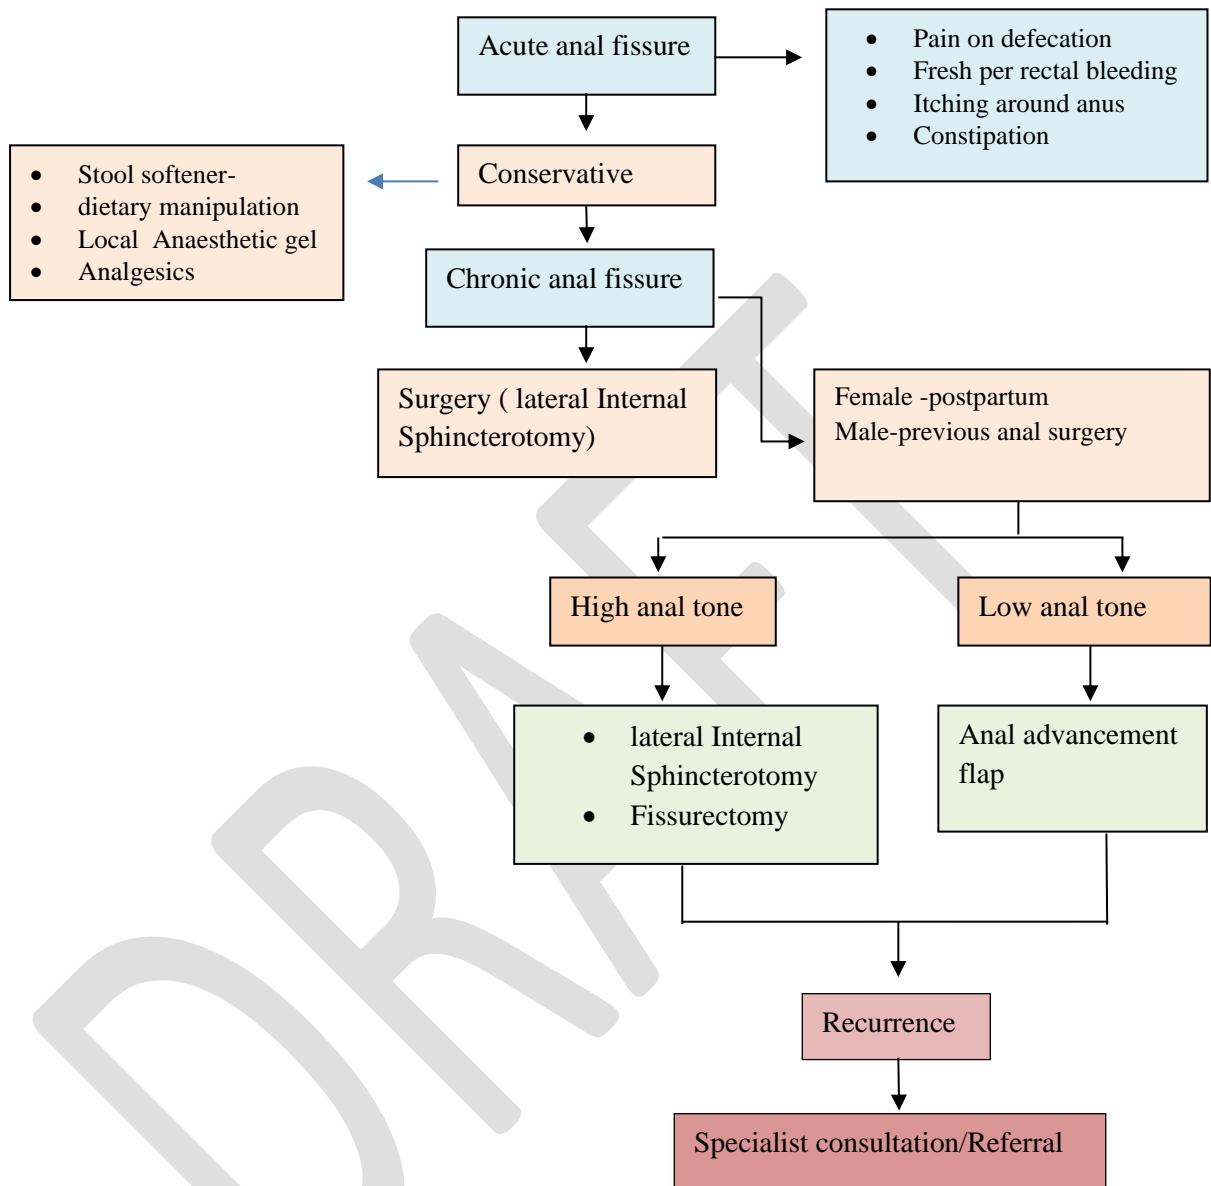 Acute anal fissure
• Pain on defecation
• Fresh per rectal bleeding
• Itching around anus
• Constipation
Conservative
• Stool softener-
• dietary manipulation
• Local  Anaesthetic gel
• Analgesics
Chronic anal fissure
Surgery ( lateral Internal
Sphincterotomy)
Female -postpartum
Male-previous anal surgery
High anal tone
Low anal tone
• lateral Internal
Sphincterotomy
• Fissurectomy
Anal advancement
flap
Recurrence
Specialist consultation/Referral
DRAFT